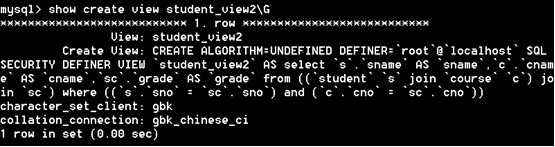 mysql> show create view student_view2\G
*************************** 1. row ***************************
View: student_view2
Create View: CREATE ALGORITHM=UNDEFINED DEFINER=`root`@`localhost` SQL
SECURITY DEFINER VIEW `student_view2` AS select `s`.`sname` AS `sname`,`c`.`cnam
e` AS `cname`,`sc`.`grade` AS `grade` from ((`student` `s` join `course` `c`) jo
in `sc`) where ((`s`.`sno` = `sc`.`sno`) and (`c`.`cno` = `sc`.`cno`))
character_set_client: gbk
collation_connection: gbk_chinese_ci
1 row in set (0.00 sec)